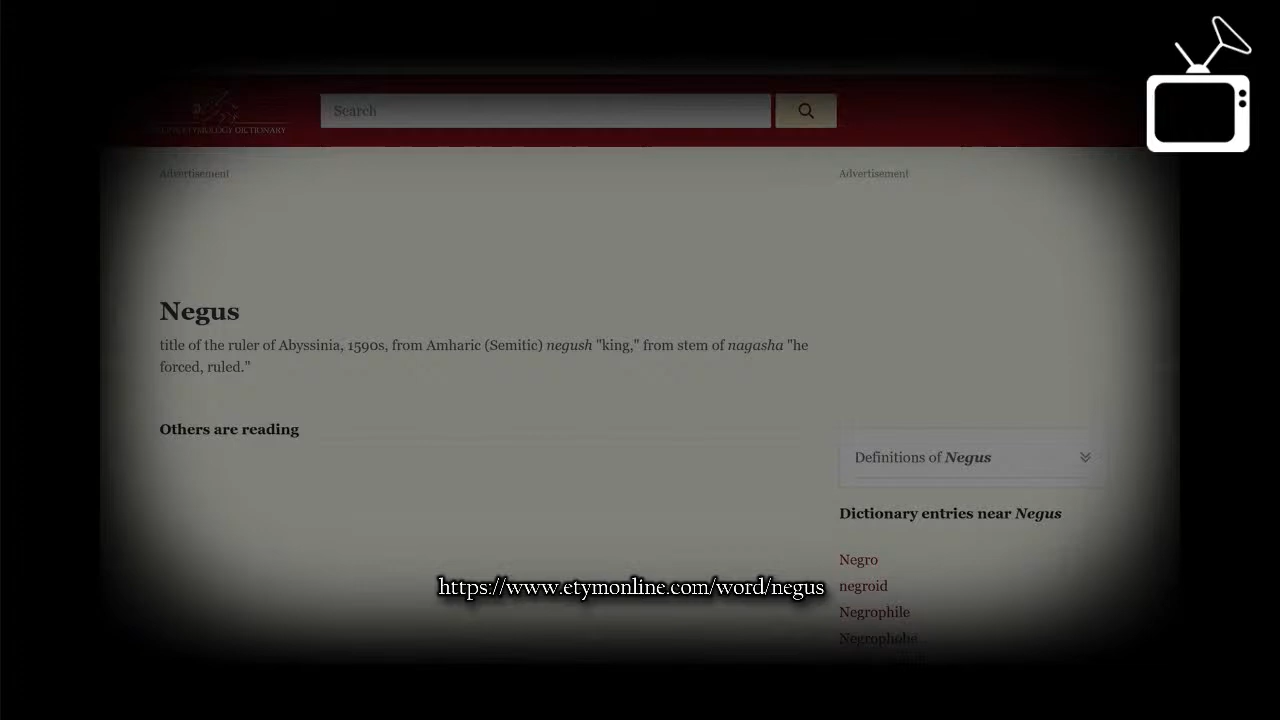 ETYMOLOGY DICTIONARY
Search
Advertisement
Advertisement
Negus
title of the ruler of Abyssinia, 1590s, from Amharic (Semitic) negush "king," from stem of nagasha "he
forced, ruled."
Others are reading
Definitions of Negus
Dictionary entries near Negus
Negro
negroid
Negrophile
Negrophobe
https://www.etymonline.com/word/negus